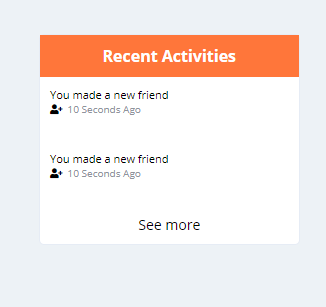 Recent Activities
You made a new friend
10 Seconds Ago
You made a new friend
10 Seconds Ago
See more